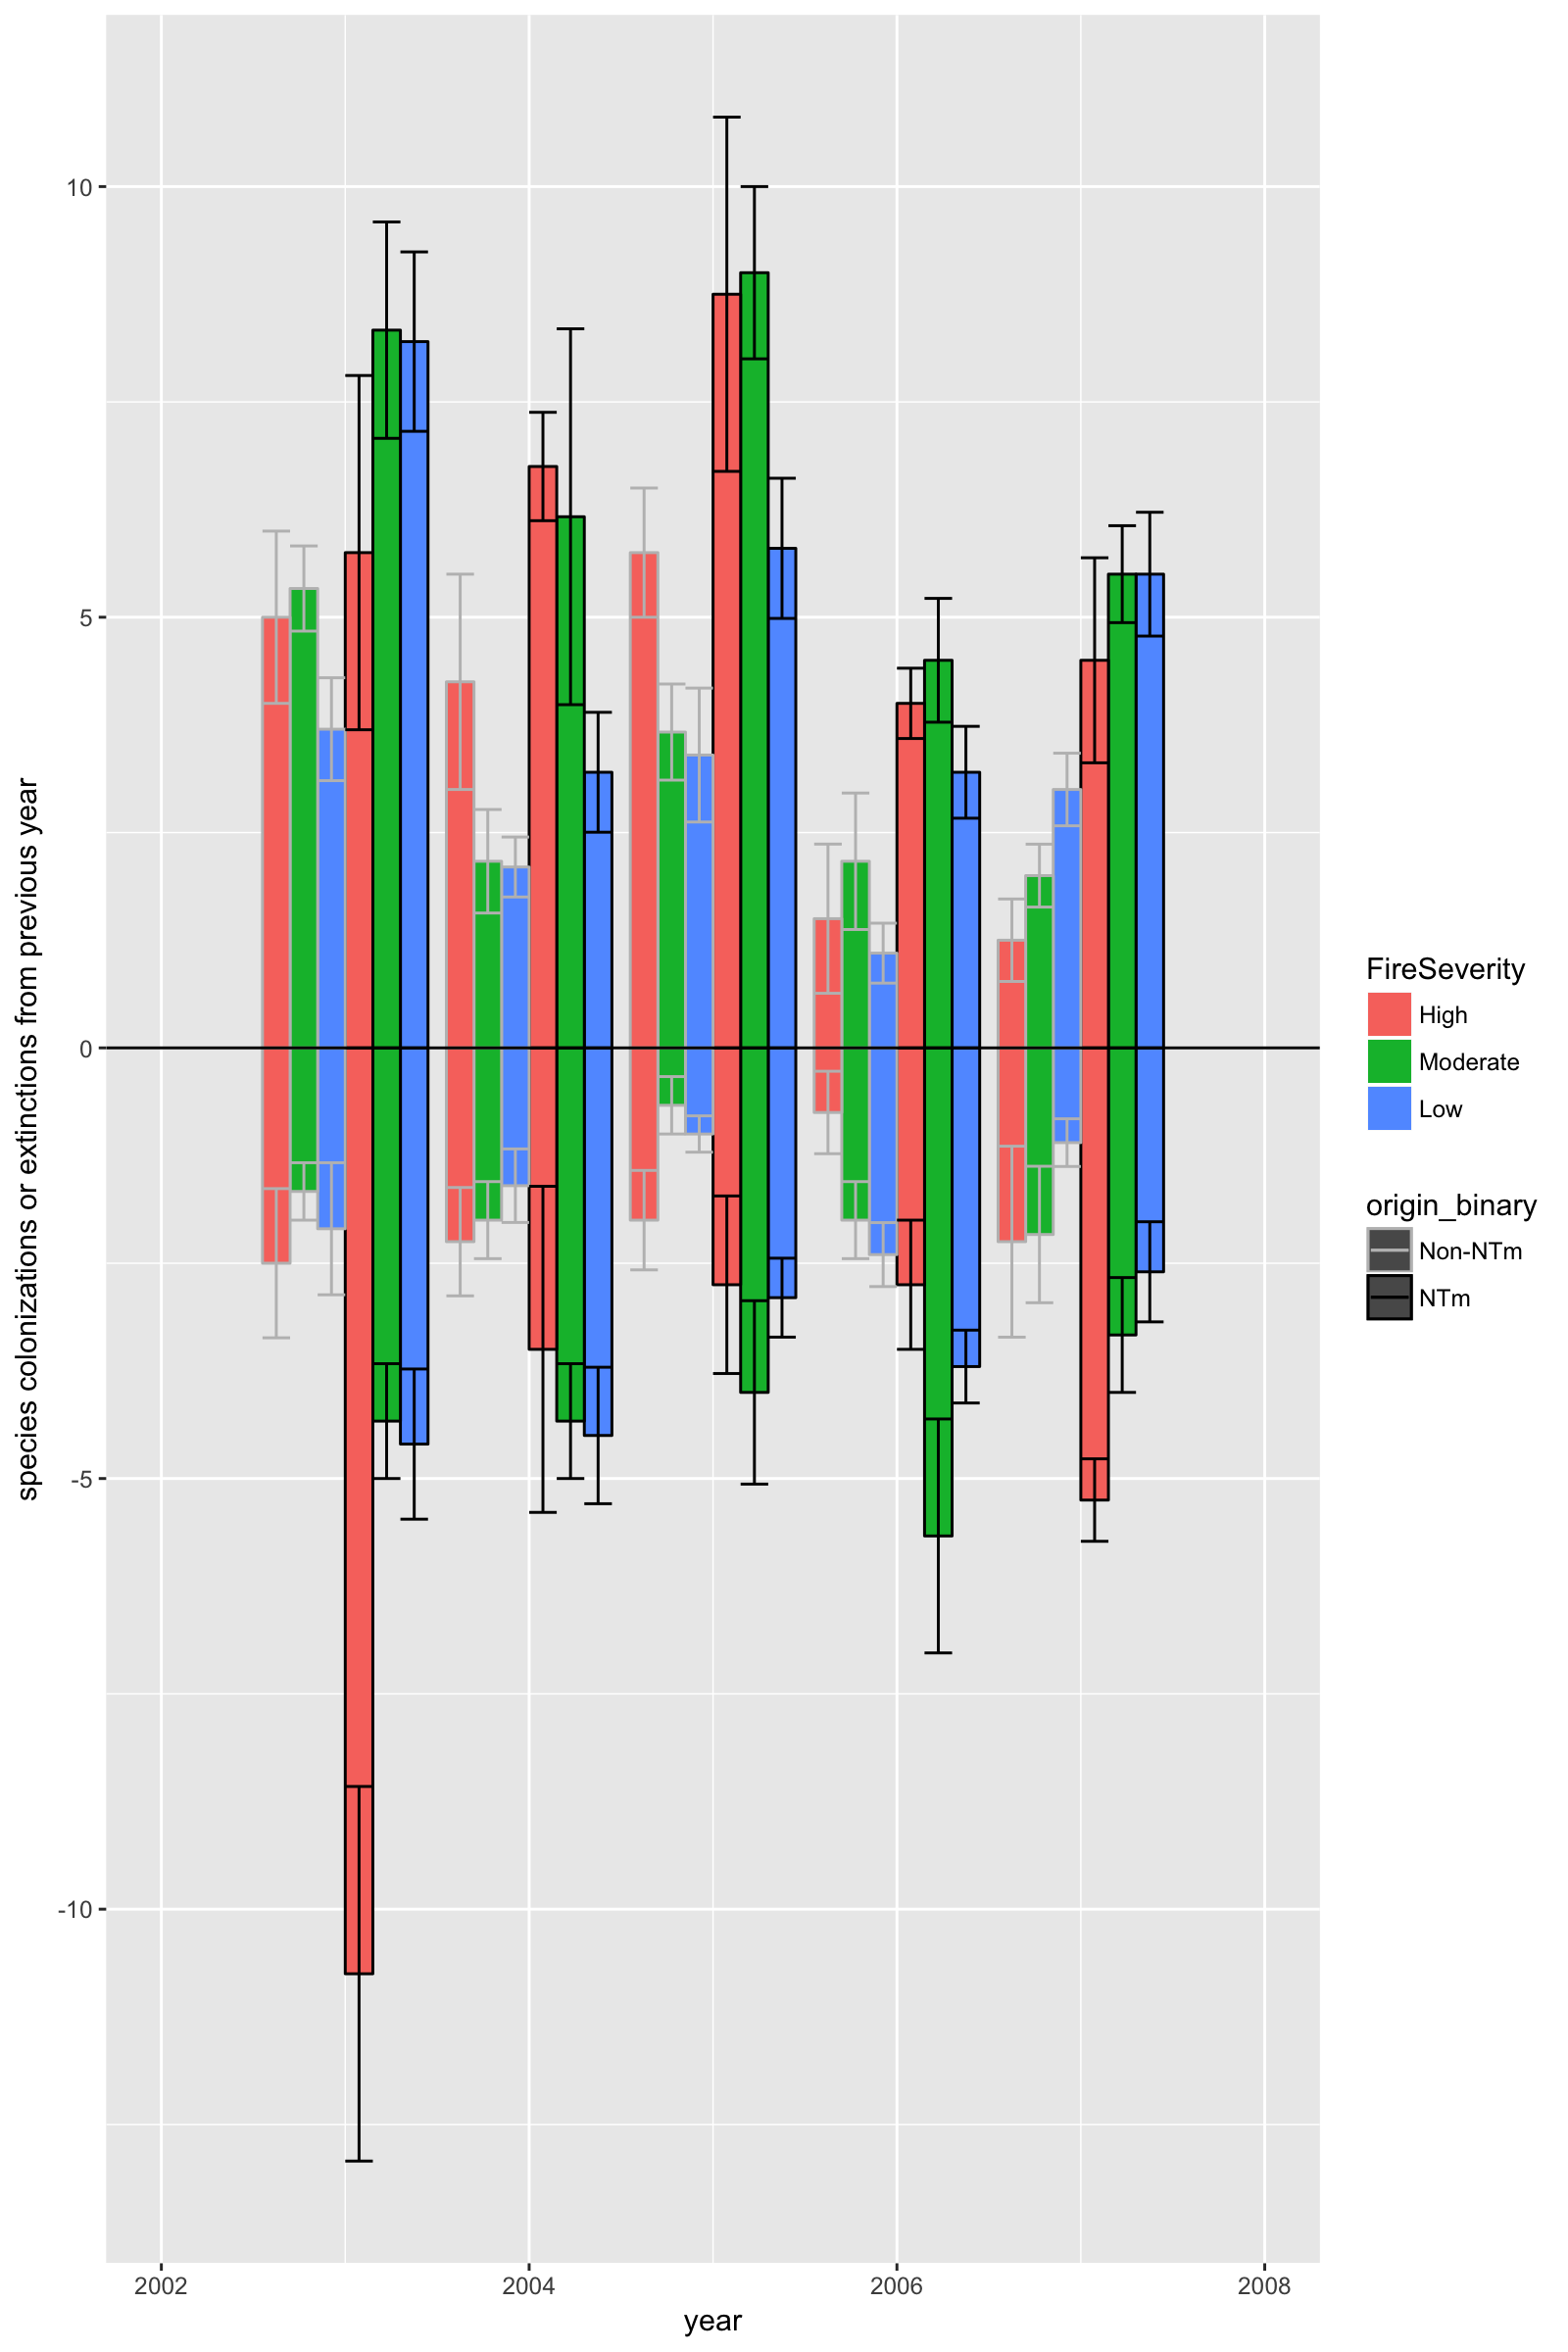 species colonizations or extinctions from previous year
10
5
0
-5
-10
2002
2004
2006
2008
year
FireSeverity
High
Moderate
Low
origin_binary
Non-NTm
NTm